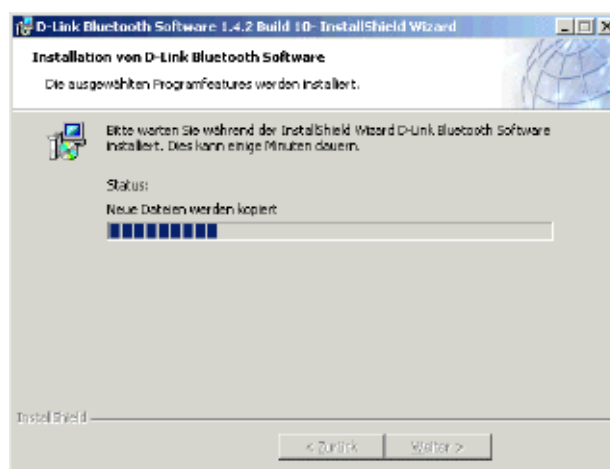 D-Link Bluetooth Software 1.4.2 Build 10- InstallShield Wizard
Installation von D-Link Bluetooth Software
Die ausgewählten Programfeatures werden installiert.
Bitte warten Sie während der InstallShield Wizard D-Link Bluetooth Software
installiert. Dies kann einige Minuten dauern.
Status:
Neue Dateien werden kopiert
InstallShield
< Zurück
Weiter >